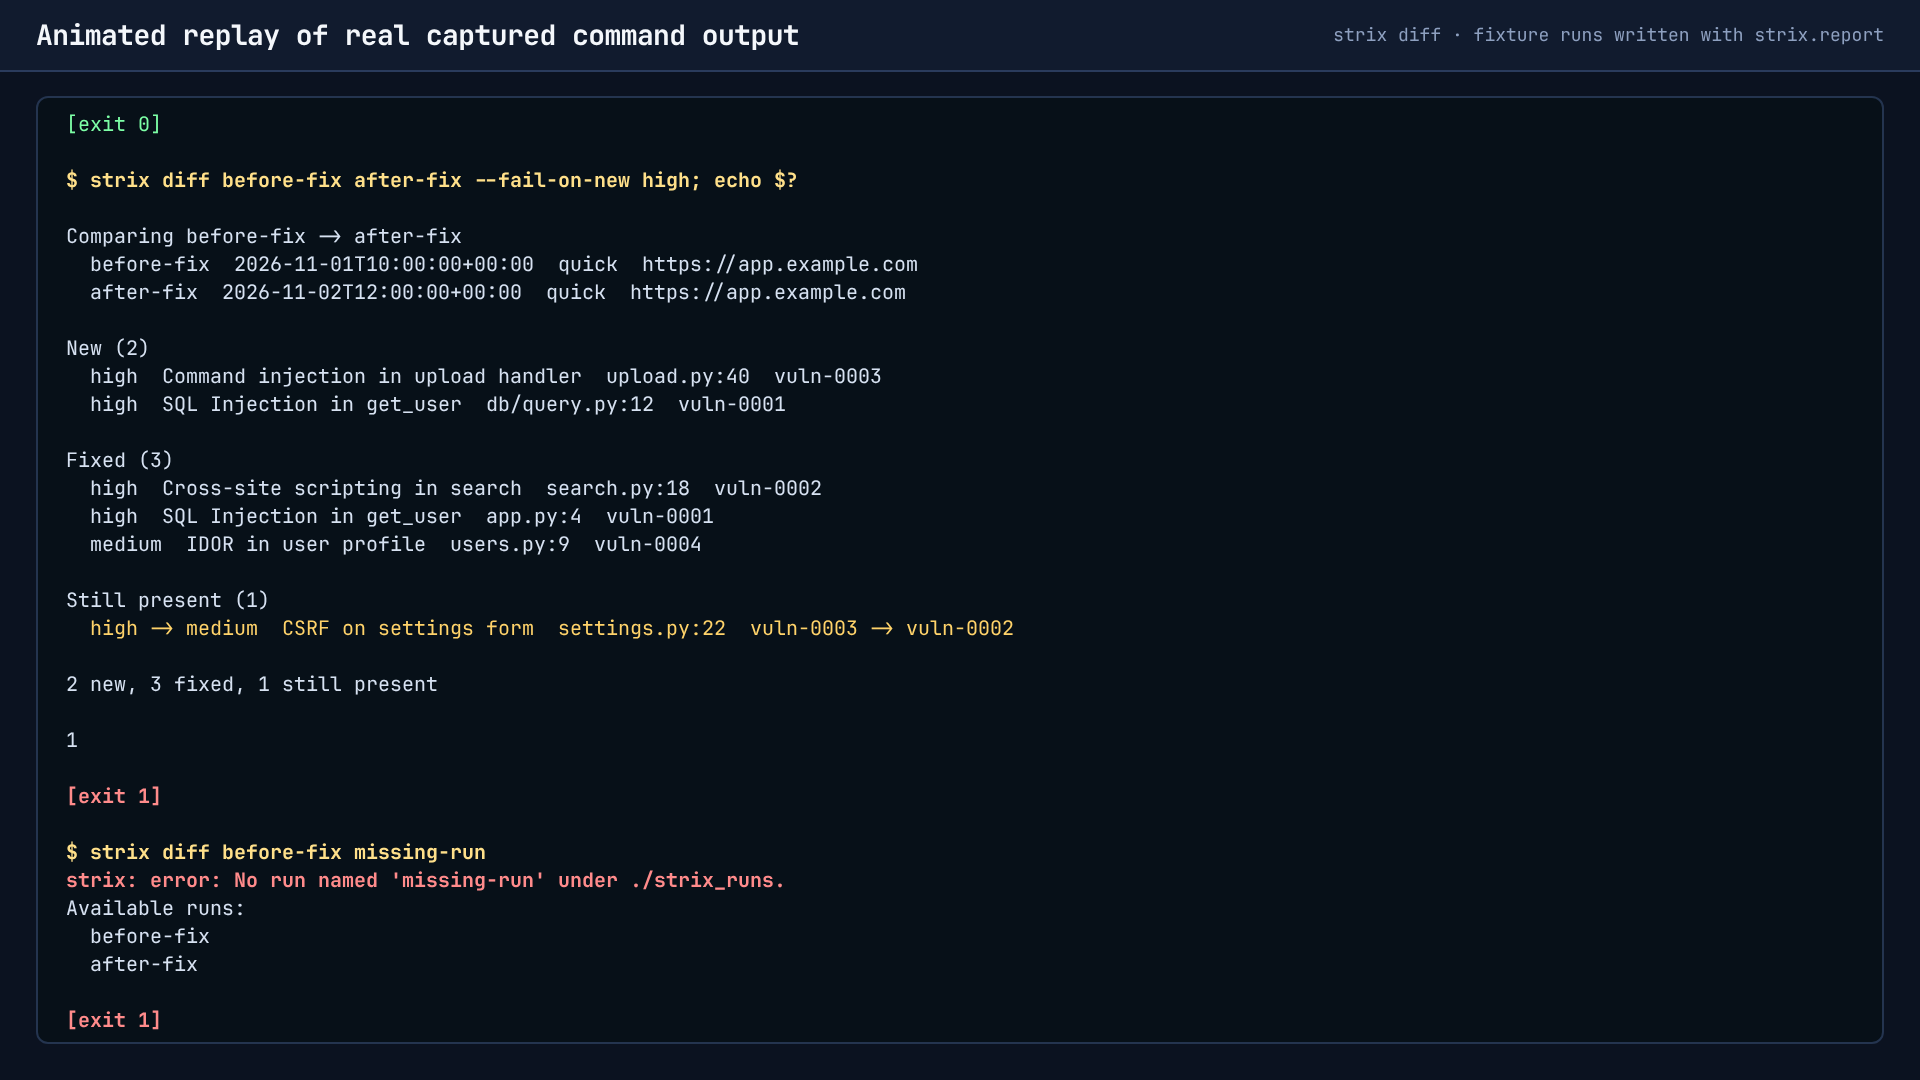 Animated replay of real captured command output
strix diff · fixture runs written with strix.report
[exit 0]
$ strix diff before-fix after-fix --fail-on-new high; echo $?
Comparing before-fix -> after-fix
  before-fix  2026-11-01T10:00:00+00:00  quick  https://app.example.com
  after-fix  2026-11-02T12:00:00+00:00  quick  https://app.example.com
New (2)
  high  Command injection in upload handler  upload.py:40  vuln-0003
  high  SQL Injection in get_user  db/query.py:12  vuln-0001
Fixed (3)
  high  Cross-site scripting in search  search.py:18  vuln-0002
  high  SQL Injection in get_user  app.py:4  vuln-0001
  medium  IDOR in user profile  users.py:9  vuln-0004
Still present (1)
  high -> medium  CSRF on settings form  settings.py:22  vuln-0003 -> vuln-0002
2 new, 3 fixed, 1 still present
1
[exit 1]
$ strix diff before-fix missing-run
strix: error: No run named 'missing-run' under ./strix_runs.
Available runs:
  before-fix
  after-fix
[exit 1]